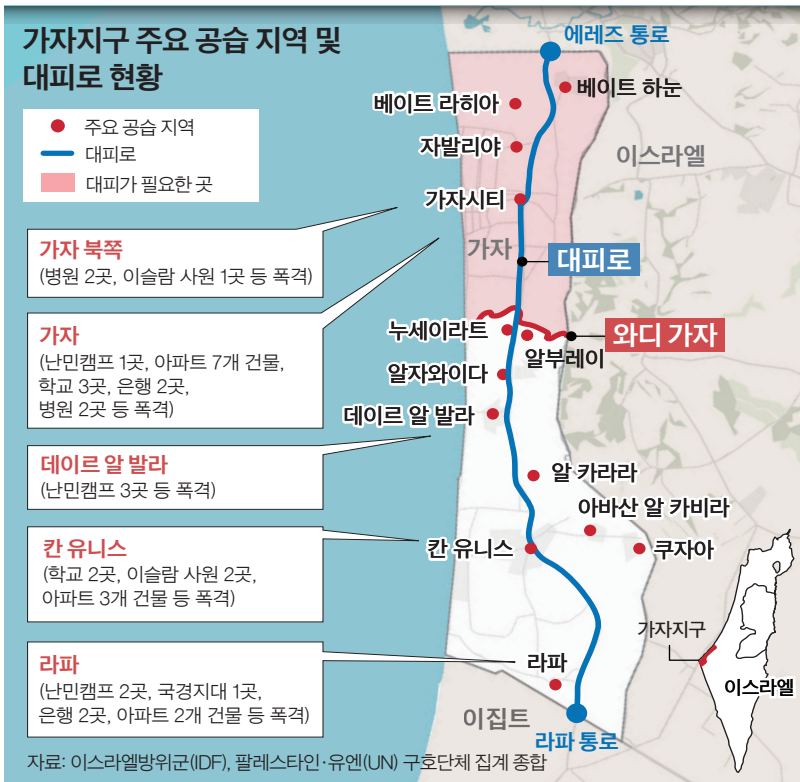 가자지구 주요 공습 지역 및
대피로 현황
주요 공습 지역
대피로
대피가 필요한 곳
에레즈 통로
베이트 하눈
베이트 라히아
자발리야
이스라엘
가자시티
가자
대피로
가자 북쪽
(병원 2곳, 이슬람 사원 1곳 등 폭격)
가자
(난민캠프 1곳, 아파트 7개 건물,
학교 3곳, 은행 2곳,
병원 2곳 등 폭격)
누세이라트
와디 가자
알부레이
알자와이다
데이르 알 발라
데이르 알 발라
(난민캠프 3곳 등 폭격)
알 카라라
아바산 알 카비라
칸 유니스
쿠자아
칸 유니스
(학교 2곳, 이슬람 사원 2곳,
아파트 3개 건물 등 폭격)
라파
(난민캠프 2곳, 국경지대 1곳,
은행 2곳, 아파트 2개 건물 등 폭격)
라파
이집트
라파 통로
가자지구
이스라엘
자료: 이스라엘방위군(IDF), 팔레스타인·유엔(UN) 구호단체 집계 종합